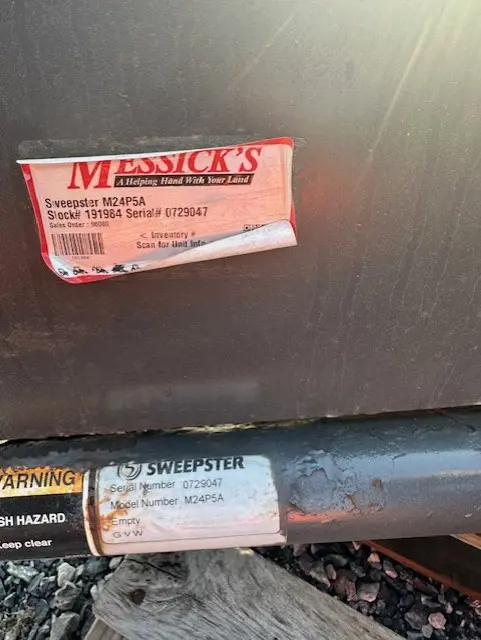 MESSICK'S
A Helping Hand With Your Land
Sweepster M24P5A
Stock# 191984 Serial# 0729047
Sales Order : 96080
< Inventory #
Scan for Unit Info
SWEEPSTER
WARNING
Serial Number 0729047
Model Number M24P5A
SH HAZARD
Empty
GVW
Keep clear